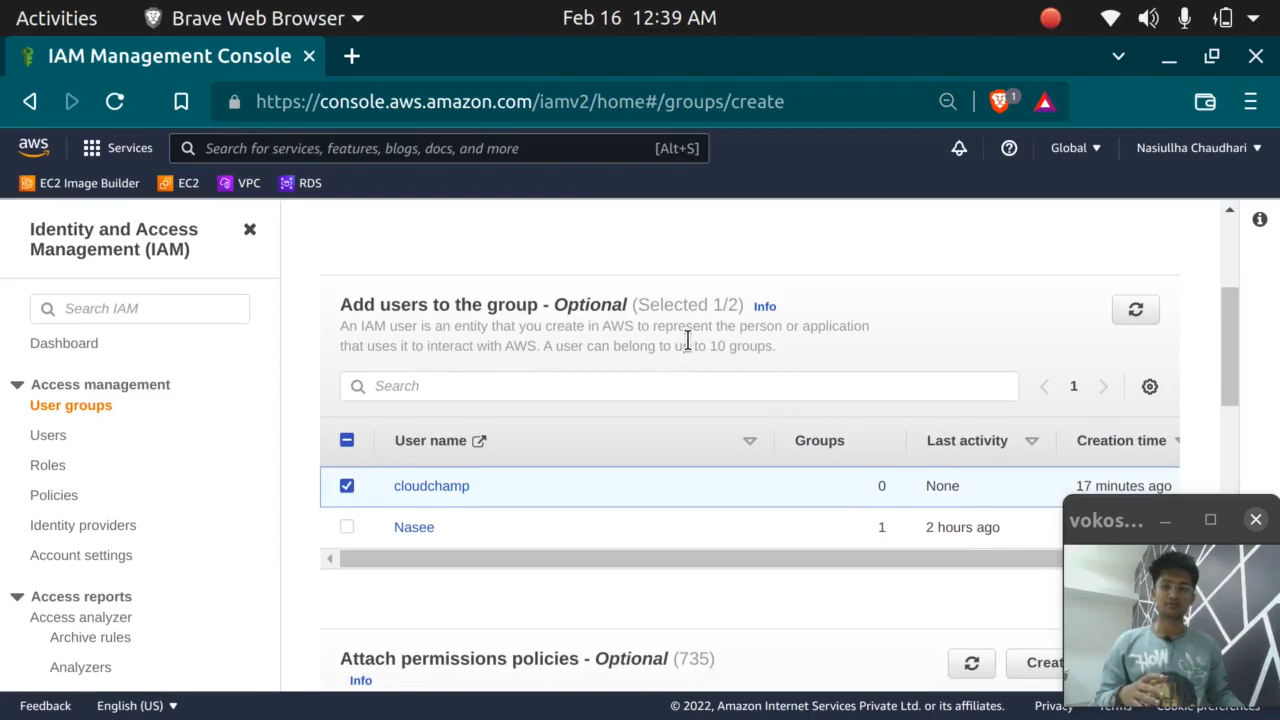 Activities Brave Web Browser Feb 16 12:39 AM
IAM Management Console
https://console.aws.amazon.com/iamv2/home#/groups/create 1
aws Services Search for services, features, blogs, docs, and more [Alt+S] Global Nasiullha Chaudhari
EC2 Image Builder EC2 VPC RDS
Identity and Access
Management (IAM)
Search IAM
Dashboard
Access management
User groups
Users
Roles
Policies
Identity providers
Account settings
Access reports
Access analyzer
Archive rules
Analyzers
Add users to the group - Optional (Selected 1/2) Info
An IAM user is an entity that you create in AWS to represent the person or application
that uses it to interact with AWS. A user can belong to up to 10 groups.
Search 1
User name Groups Last activity Creation time
cloudchamp 0 None 17 minutes ago
Nasee 1 2 hours ago
Attach permissions policies - Optional (735)
Info
Creat
vokos...
Feedback English (US) © 2022, Amazon Internet Services Private Ltd. or its affiliates. Privacy Terms Cookie preferences